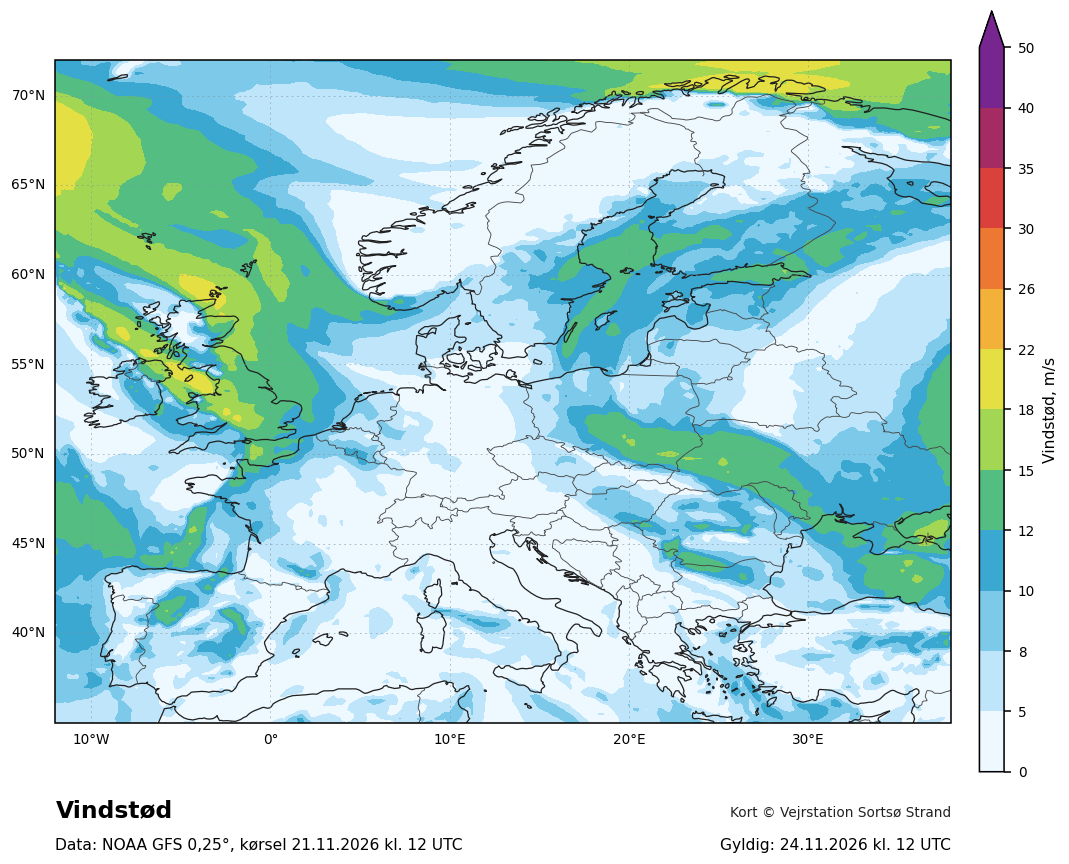 50
40
35
30
26
22
18
15
12
10
8
5
0
Vindstød, m/s
70°N
65°N
60°N
55°N
50°N
45°N
40°N
10°W 0° 10°E 20°E 30°E
Vindstød
Kort © Vejrstation Sortsø Strand
Data: NOAA GFS 0,25°, kørsel 21.11.2026 kl. 12 UTC
Gyldig: 24.11.2026 kl. 12 UTC